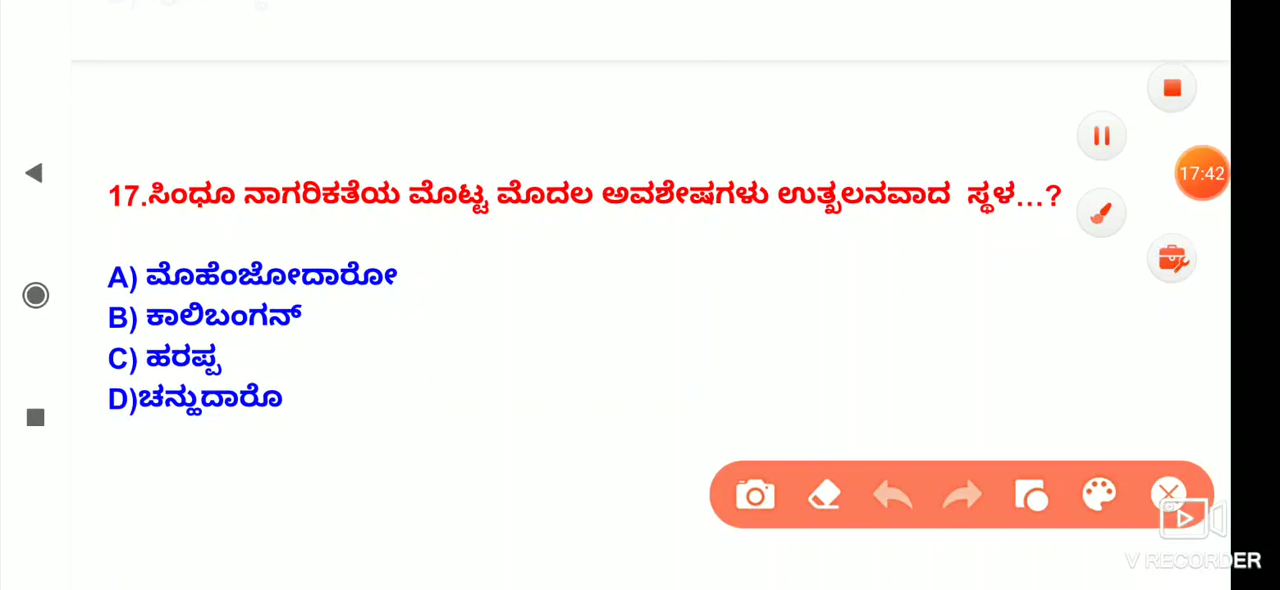 17.ಸಿಂಧೂ ನಾಗರಿಕತೆಯ ಮೊಟ್ಟ ಮೊದಲ ಅವಶೇಷಗಳು ಉತ್ಖಲನವಾದ ಸ್ಥಳ...?
A) ಮೊಹೆಂಜೋದಾರೋ
B) ಕಾಲಿಬಂಗನ್
C) ಹರಪ್ಪ
D)ಚನ್ಹುದಾರೊ
17:42
V RECORDER